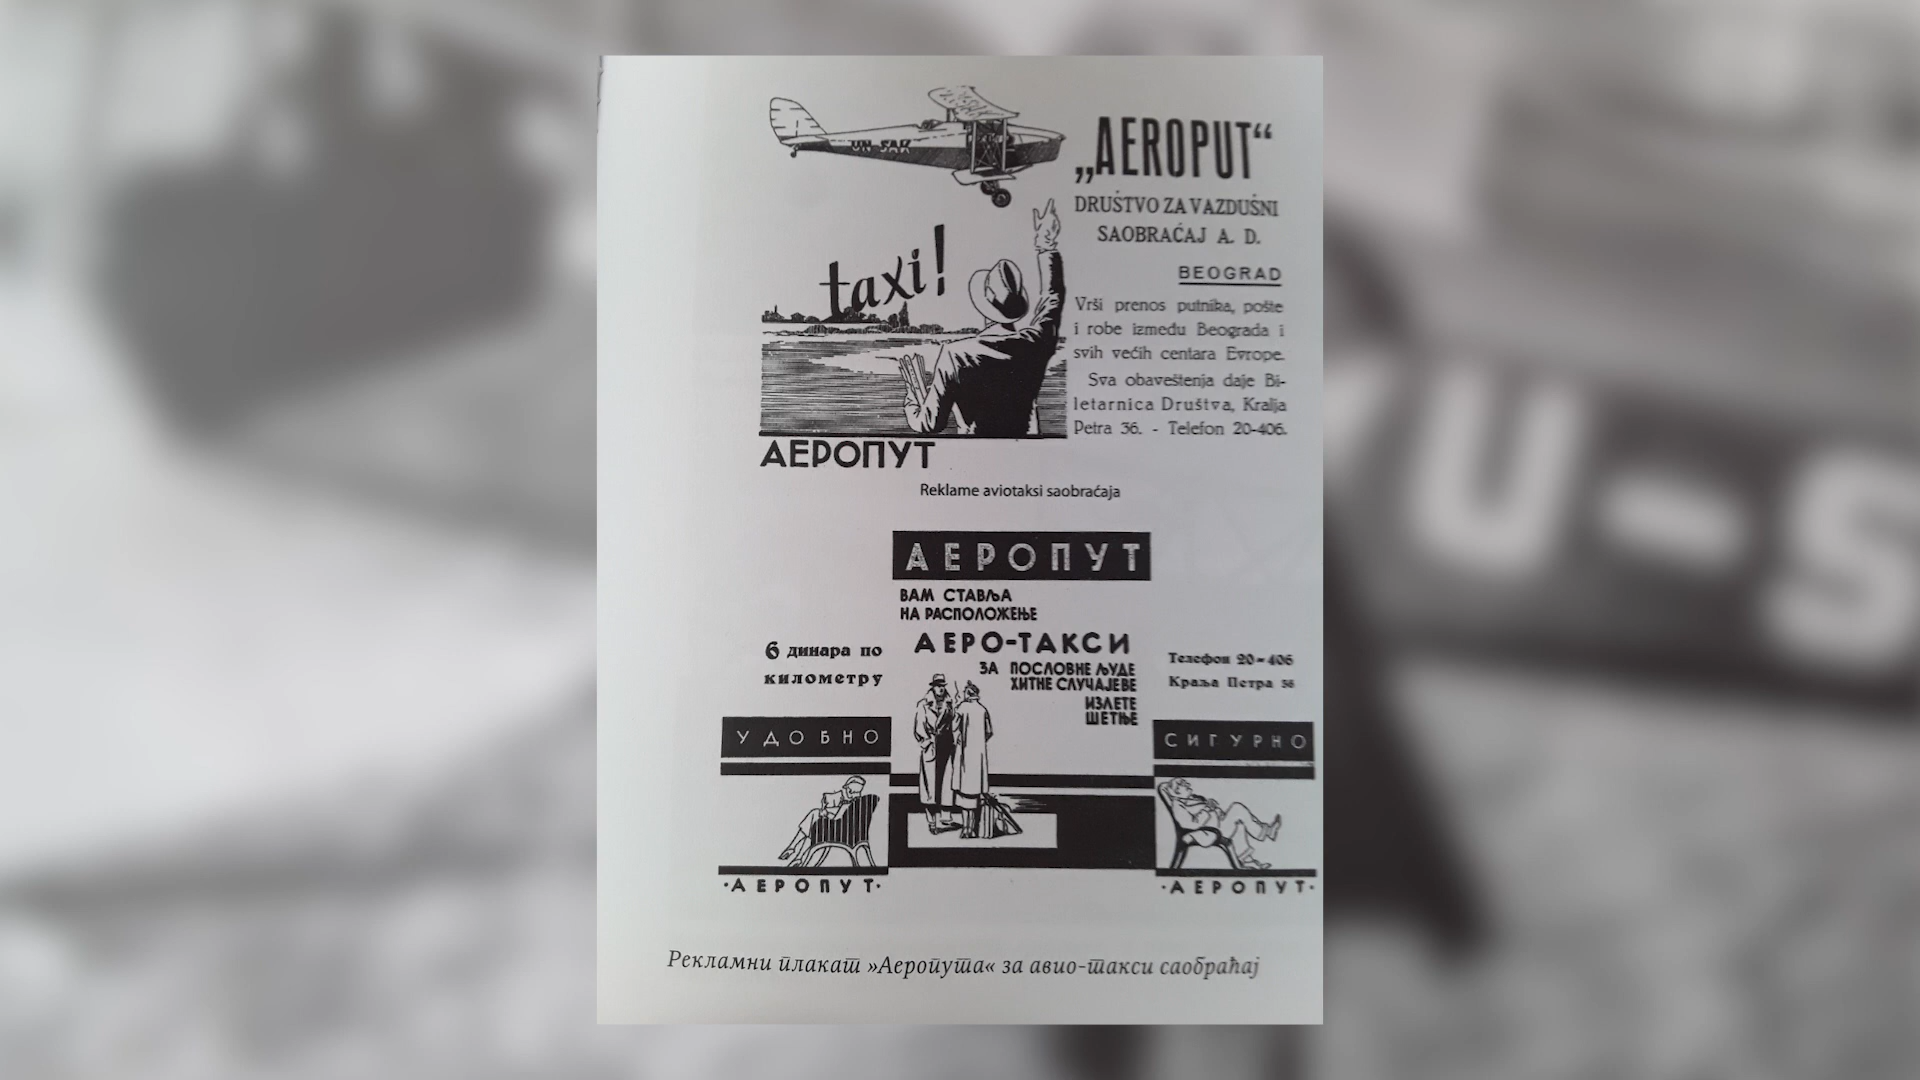 UN-SAK
„AEROPUT“
DRUŠTVO ZA VAZDUŠNI
SAOBRAĆAJ A. D.
BEOGRAD
Vrši prenos putnika, pošte
i robe između Beograda i
svih većih centara Evrope.
Sva obaveštenja daje Bi-
letarnica Društva, Kralja
Petra 36. - Telefon 20-406.
taxi!
АЕРОПУТ
Reklame aviotaksi saobraćaja
АЕРОПУТ
ВАМ СТАВЉА
НА РАСПОЛОЖЕЊЕ
АЕРО-ТАКСИ
ЗА ПОСЛОВНЕ ЉУДЕ
ХИТНЕ СЛУЧАЈЕВЕ
ИЗЛЕТЕ
ШЕТЊЕ
6 динара по
километру
Телефон 20-406
Краља Петра 36
УДОБНО
СИГУРНО
·АЕРОПУТ·
·АЕРОПУТ·
Рекламни плакат »Аеропута« за авио-такси саобраћај
U-S